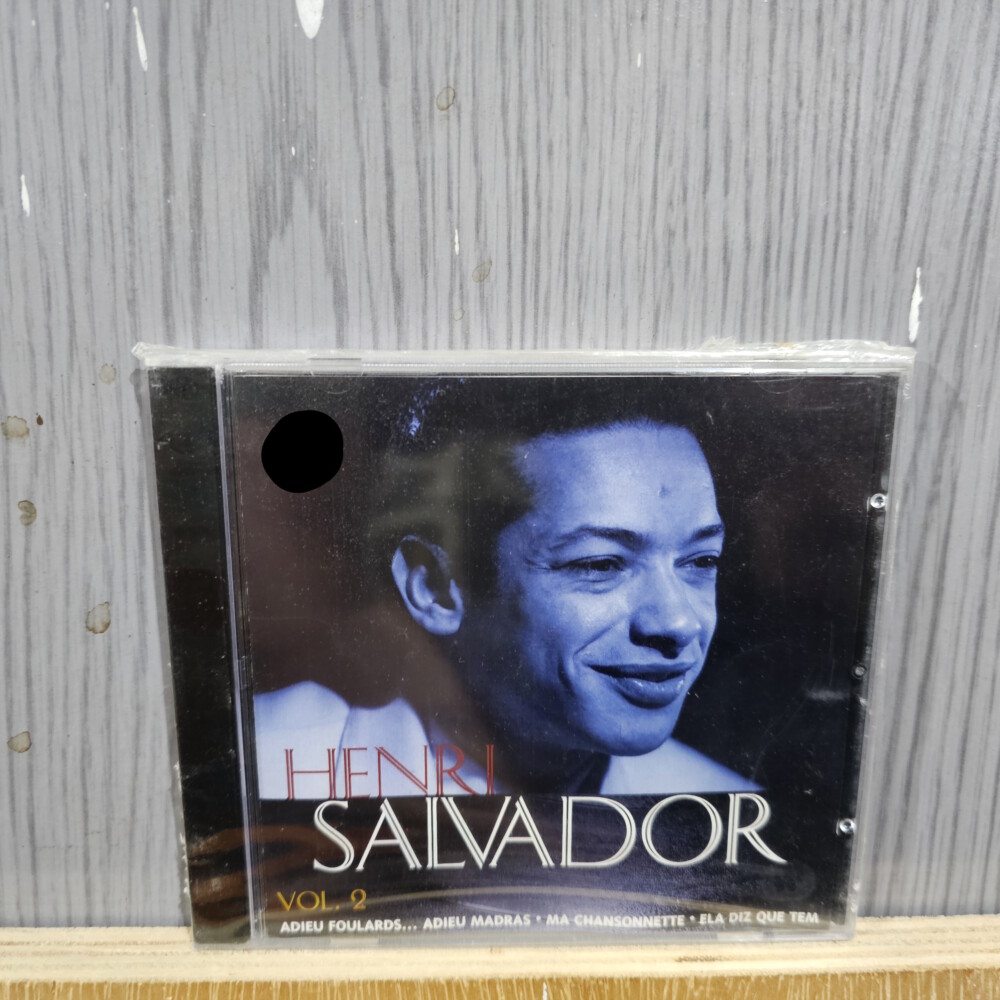 HENRI
SALVADOR
VOL. 2
ADIEU FOULARDS... ADIEU MADRAS • MA CHANSONNETTE • ELA DIZ QUE TEM